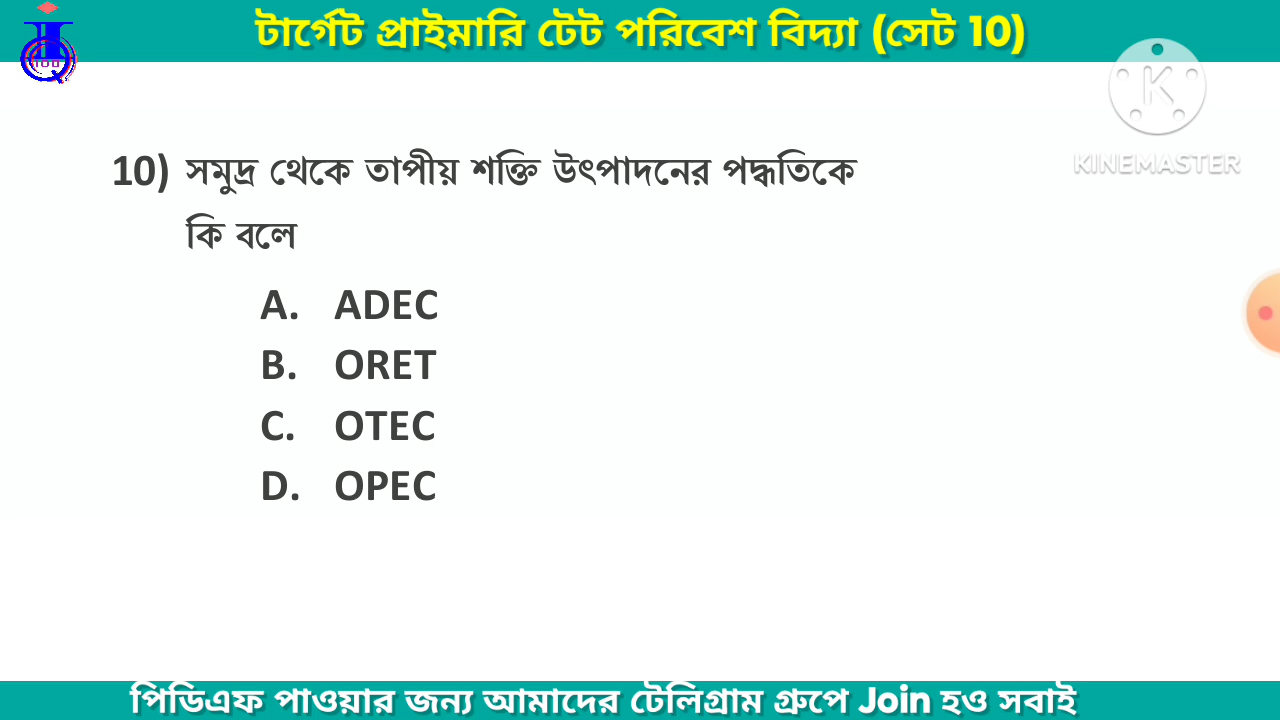 টার্গেট প্রাইমারি টেট পরিবেশ বিদ্যা (সেট 10)
KINEMASTER
10) সমুদ্র থেকে তাপীয় শক্তি উৎপাদনের পদ্ধতিকে
কি বলে
A. ADEC
B. ORET
C. OTEC
D. OPEC
পিডিএফ পাওয়ার জন্য আমাদের টেলিগ্রাম গ্রুপে Join হও সবাই